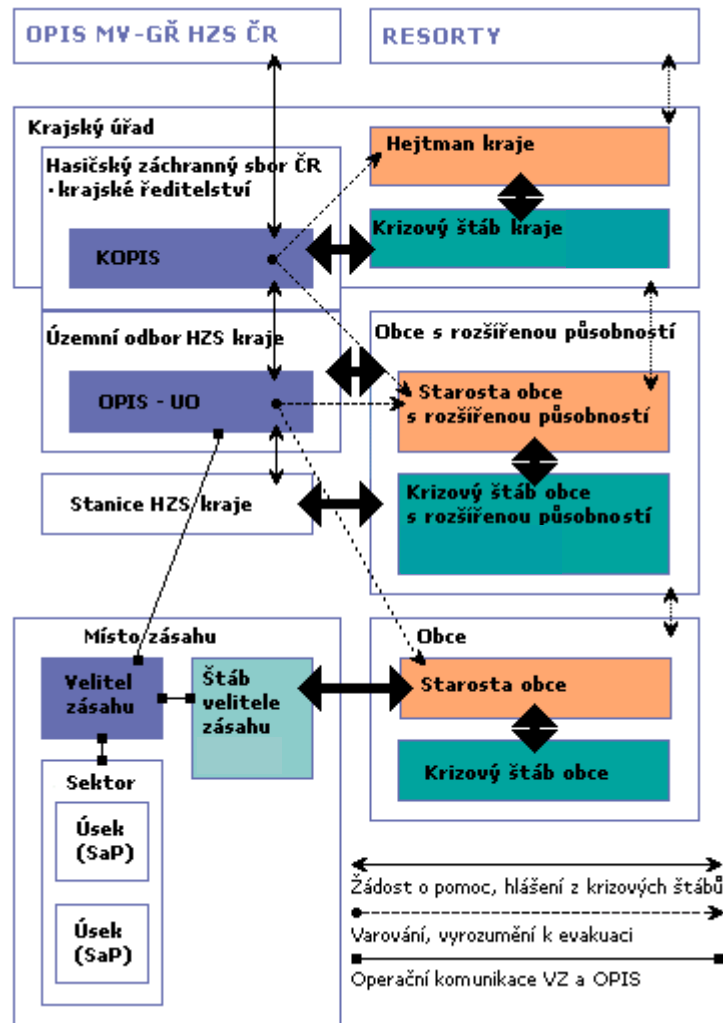 OPIS MV-GŘ HZS ČR
RESORTY
Krajský úřad
Hasičský záchranný sbor ČR
· krajské ředitelství
KOPIS
Hejtman kraje
Krizový štáb kraje
Územní odbor HZS kraje
OPIS - UO
Stanice HZS kraje
Obce s rozšířenou působností
Starosta obce
s rozšířenou působností
Krizový štáb obce
s rozšířenou působností
Místo zásahu
Velitel
zásahu
Štáb
velitele
zásahu
Sektor
Úsek
(SaP)
Úsek
(SaP)
Obce
Starosta obce
Krizový štáb obce
Žádost o pomoc, hlášení z krizových štábů
Varování, vyrozumění k evakuaci
Operační komunikace VZ a OPIS